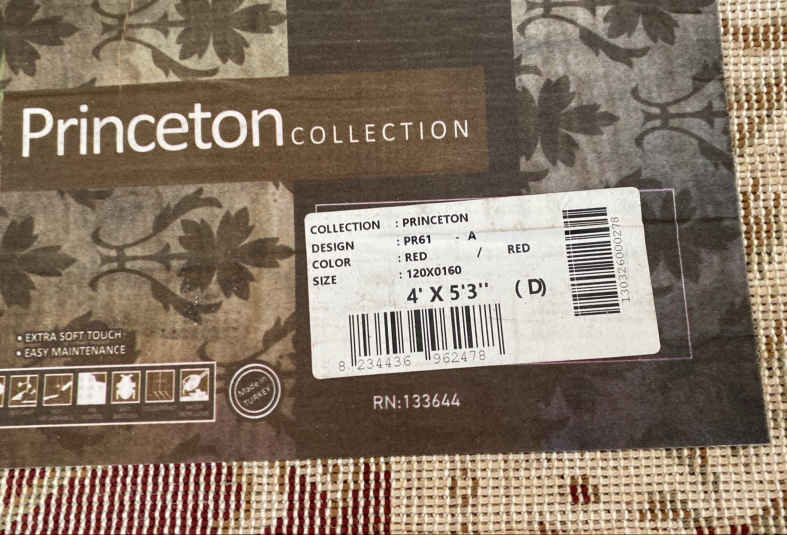 Princeton COLLECTION
COLLECTION : PRINCETON
DESIGN : PR61 - A
COLOR : RED / RED
SIZE : 120X0160
4' X 5'3'' (D)
8 234436 962478
130326000278
• EXTRA SOFT TOUCH
• EASY MAINTENANCE
Made in
TURKEY
RN:133644